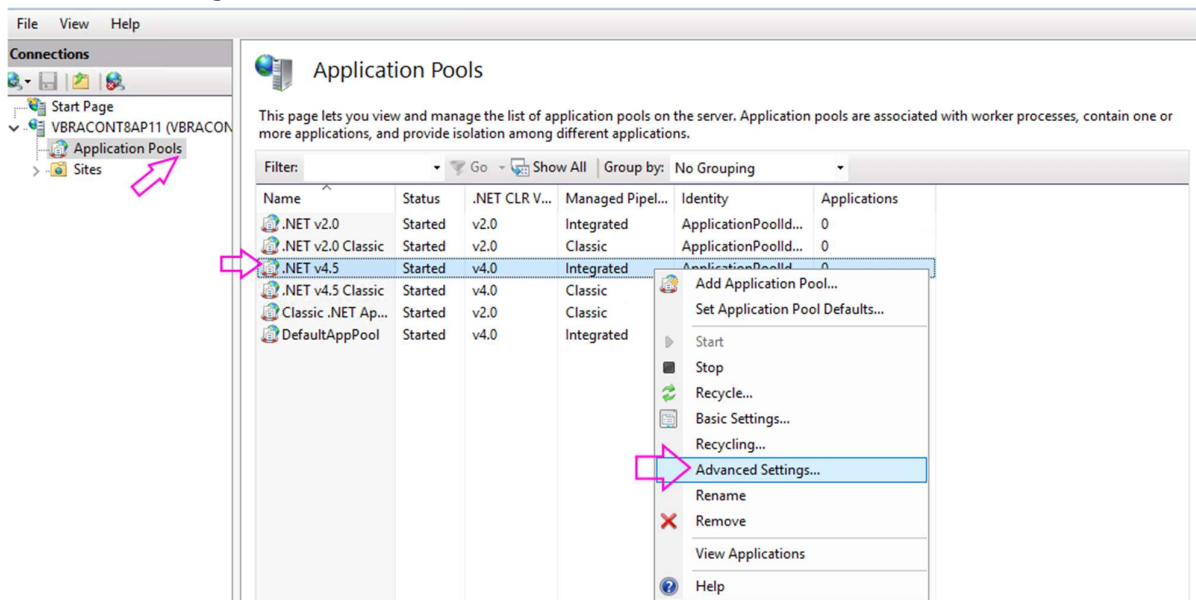 File View Help
Connections
Start Page
VBRACONT8AP11 (VBRACON
Application Pools
Sites
Application Pools
This page lets you view and manage the list of application pools on the server. Application pools are associated with worker processes, contain one or
more applications, and provide isolation among different applications.
Filter: Go Show All Group by: No Grouping
Name Status .NET CLR V... Managed Pipel... Identity Applications
.NET v2.0 Started v2.0 Integrated ApplicationPoolId... 0
.NET v2.0 Classic Started v2.0 Classic ApplicationPoolId... 0
.NET v4.5 Started v4.0 Integrated ApplicationPoolId... 0
.NET v4.5 Classic Started v4.0 Classic
Classic .NET Ap... Started v2.0 Classic
DefaultAppPool Started v4.0 Integrated
Add Application Pool...
Set Application Pool Defaults...
Start
Stop
Recycle...
Basic Settings...
Recycling...
Advanced Settings...
Rename
Remove
View Applications
Help